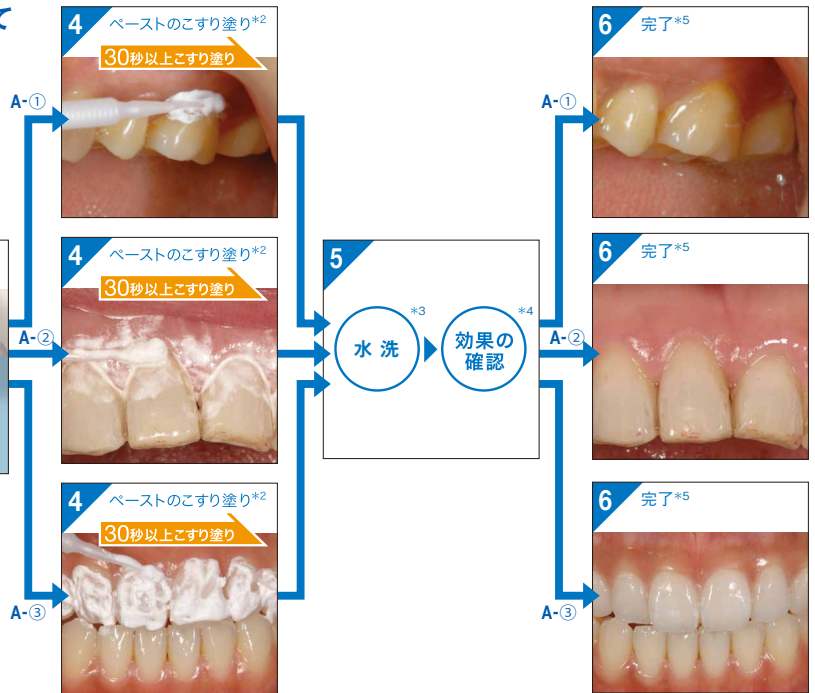 て
4 ペーストのこすり塗り*2
30秒以上こすり塗り
A-①
4 ペーストのこすり塗り*2
30秒以上こすり塗り
A-②
4 ペーストのこすり塗り*2
30秒以上こすり塗り
A-③
5
水洗*3
効果の
確認*4
6 完了*5
A-①
6 完了*5
A-②
6 完了*5
A-③